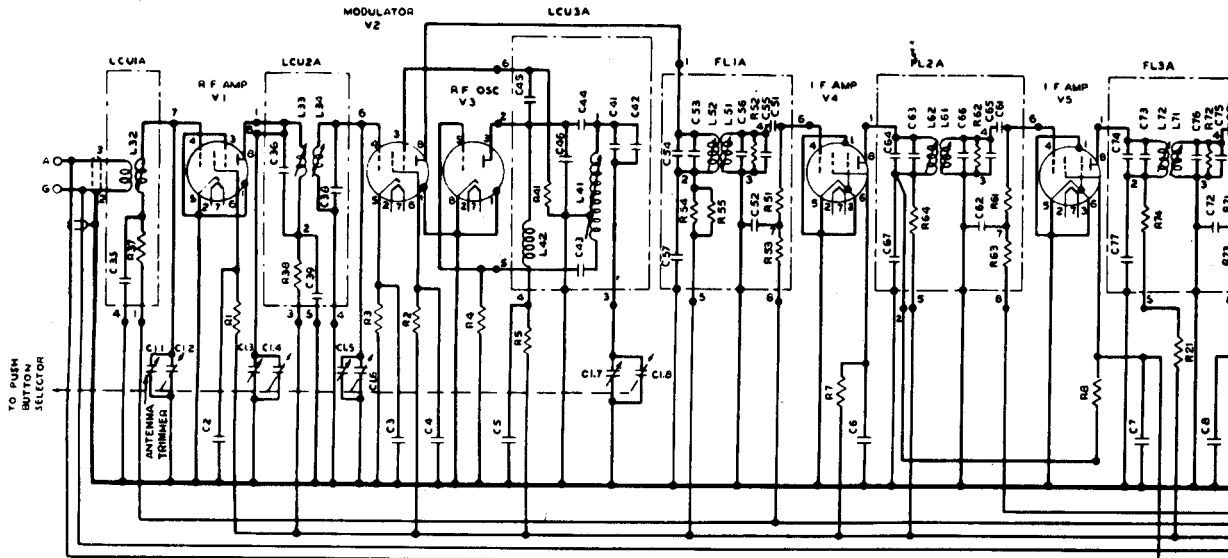 MODULATOR
V2
LCU3A
LCU1A
R F AMP
V1
LCU2A
R F OSC
V3
FL1A
I F AMP
V4
FL2A
I F AMP
V5
FL3A
L32
L33
L34
C36
C38
C45
C44
C41
C42
C46
R41
L41
L42
C43
C53
L52
L51
C56
R52
C55
C51
C54
R54
R55
C52
R51
R53
C57
C64
C63
L62
L61
C66
R62
C65
C61
R64
C62
R61
R63
C67
C74
C73
L72
L71
C76
R72
C75
R74
C72
R71
R73
C77
A
G
C35
R37
R38
C39
R1
R3
R2
R4
R5
C1.1
C1.2
C1.3
C1.4
C1.5
C1.6
C1.7
C1.8
R7
R8
R21
TO PUSH
BUTTON
SELECTOR
ANTENNA
TRIMMER
C2
C3
C4
C5
C6
C7
C8